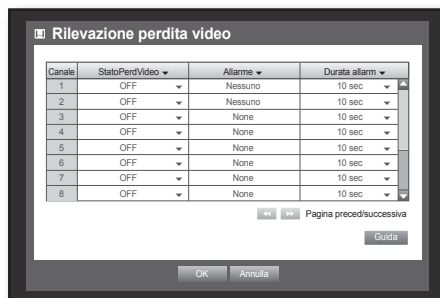 Rilevazione perdita video
Canale StatoPerdVideo Allarme Durata allarm
1 OFF Nessuno 10 sec
2 OFF Nessuno 10 sec
3 OFF None 10 sec
4 OFF None 10 sec
5 OFF None 10 sec
6 OFF None 10 sec
7 OFF None 10 sec
8 OFF None 10 sec
Pagina preced/successiva
Guida
OK Annulla